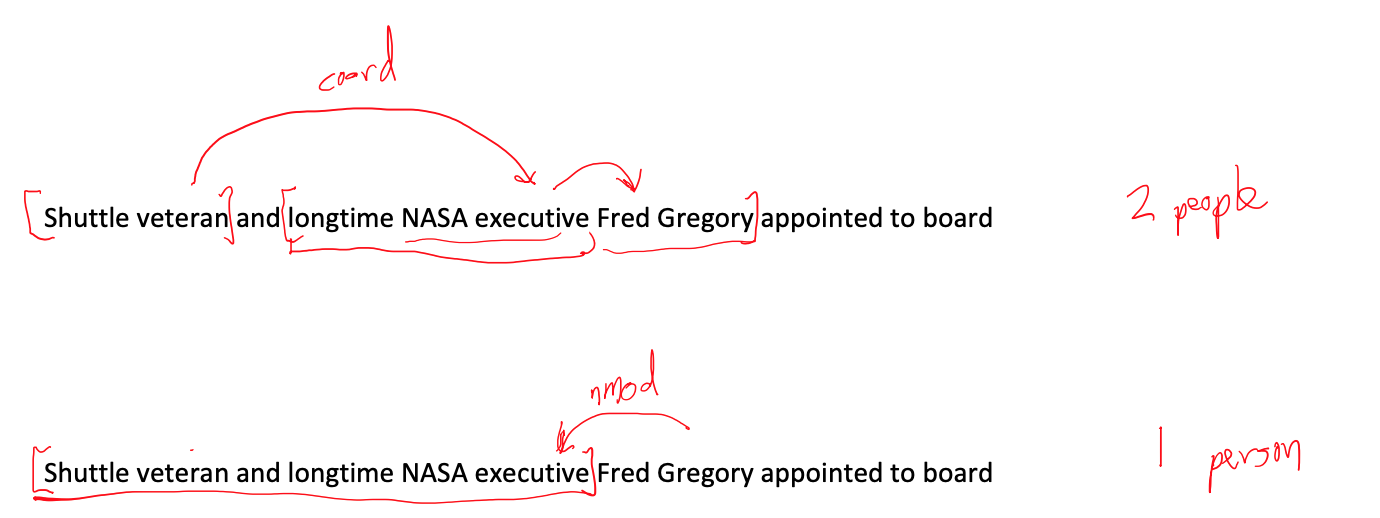 coord
Shuttle veteran and longtime NASA executive Fred Gregory appointed to board
2 people
nmod
Shuttle veteran and longtime NASA executive Fred Gregory appointed to board
1 person